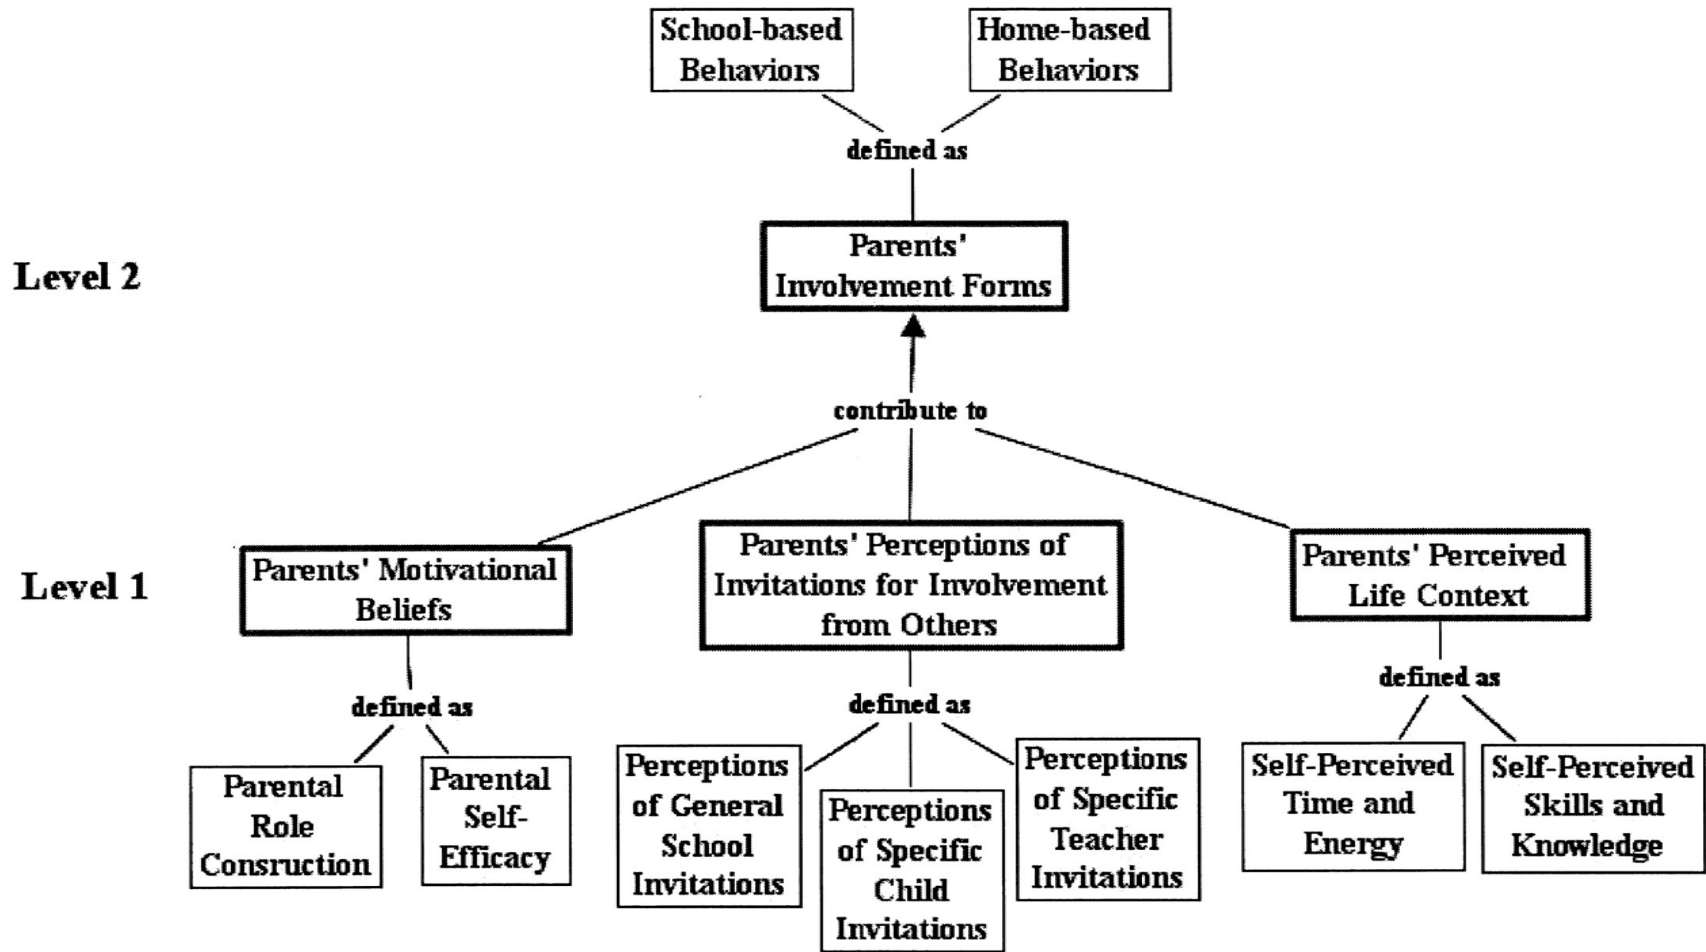 School-based
Behaviors
Home-based
Behaviors
defined as
Level 2
Parents'
Involvement Forms
contribute to
Level 1
Parents' Motivational
Beliefs
Parents' Perceptions of
Invitations for Involvement
from Others
Parents' Perceived
Life Context
defined as
defined as
defined as
Parental
Role
Consruction
Parental
Self-
Efficacy
Perceptions
of General
School
Invitations
Perceptions
of Specific
Child
Invitations
Perceptions
of Specific
Teacher
Invitations
Self-Perceived
Time and
Energy
Self-Perceived
Skills and
Knowledge